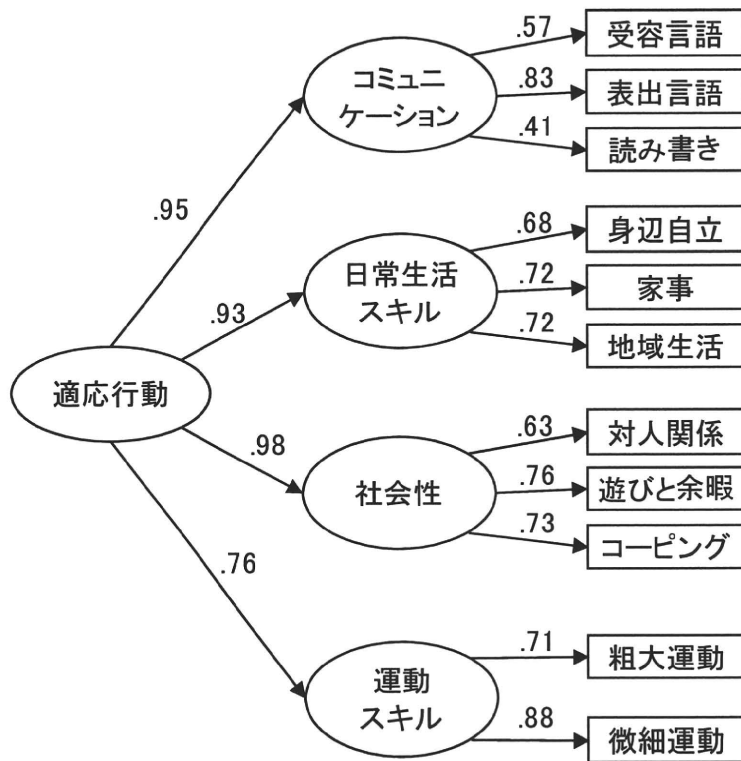 適応行動
.95
.93
.98
.76
コミュニ
ケーション
.57
受容言語
.83
表出言語
.41
読み書き
日常生活
スキル
.68
身辺自立
.72
家事
.72
地域生活
社会性
.63
対人関係
.76
遊びと余暇
.73
コーピング
運動
スキル
.71
粗大運動
.88
微細運動